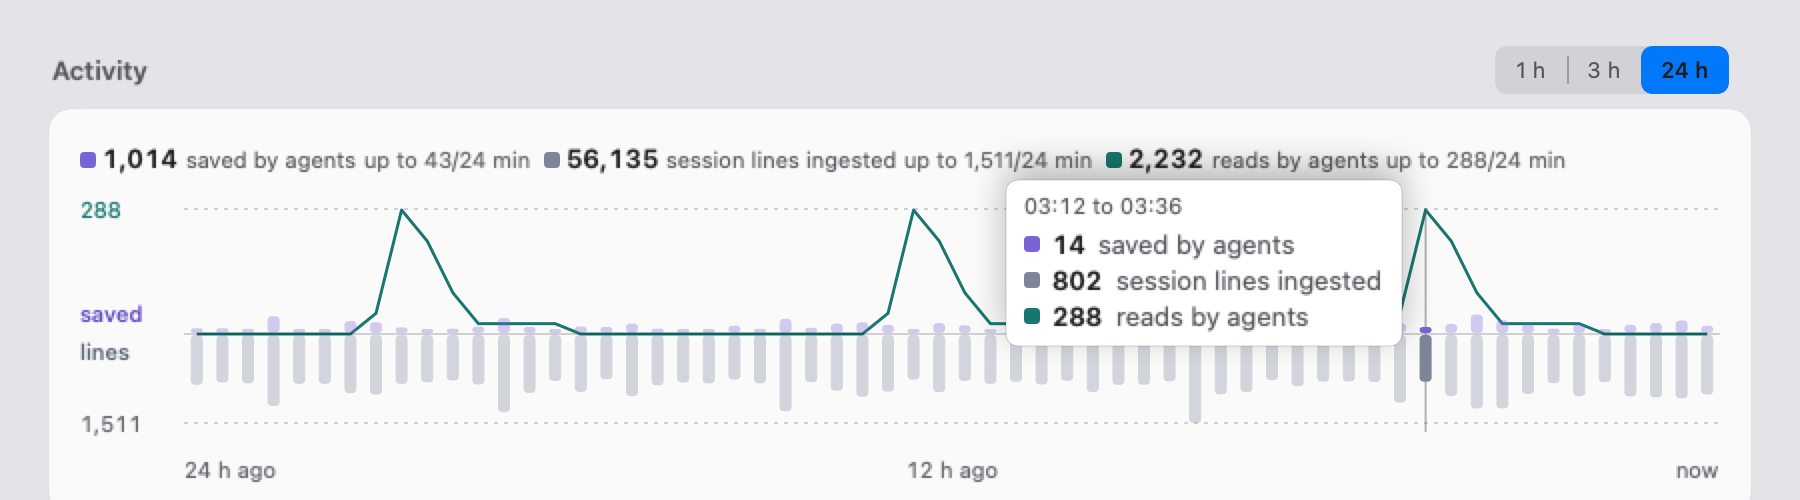 Activity
1 h
3 h
24 h
1,014 saved by agents up to 43/24 min
56,135 session lines ingested up to 1,511/24 min
2,232 reads by agents up to 288/24 min
288
03:12 to 03:36
14 saved by agents
802 session lines ingested
288 reads by agents
saved
lines
1,511
24 h ago
12 h ago
now